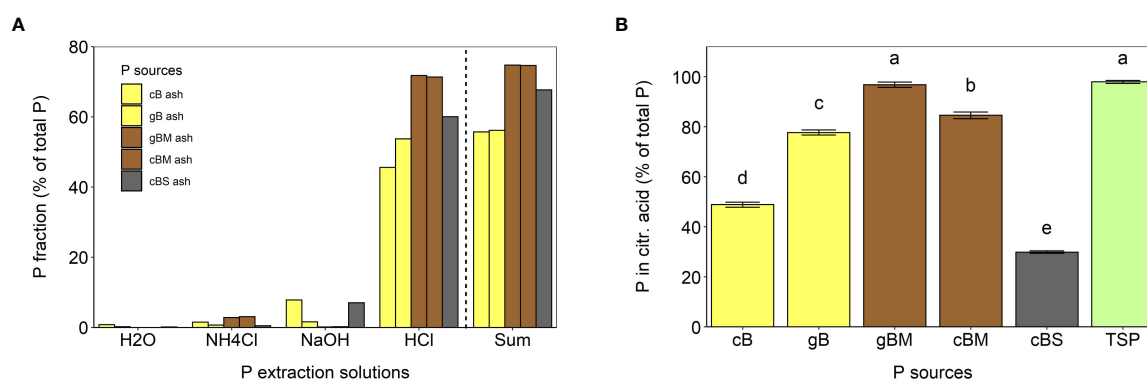 A
P fraction (% of total P)
80
60
40
20
0
P sources
cB ash
gB ash
gBM ash
cBM ash
cBS ash
H2O NH4Cl NaOH HCl Sum
P extraction solutions
B
P in citr. acid (% of total P)
100
80
60
40
20
0
d c a b e a
cB gB gBM cBM cBS TSP
P sources